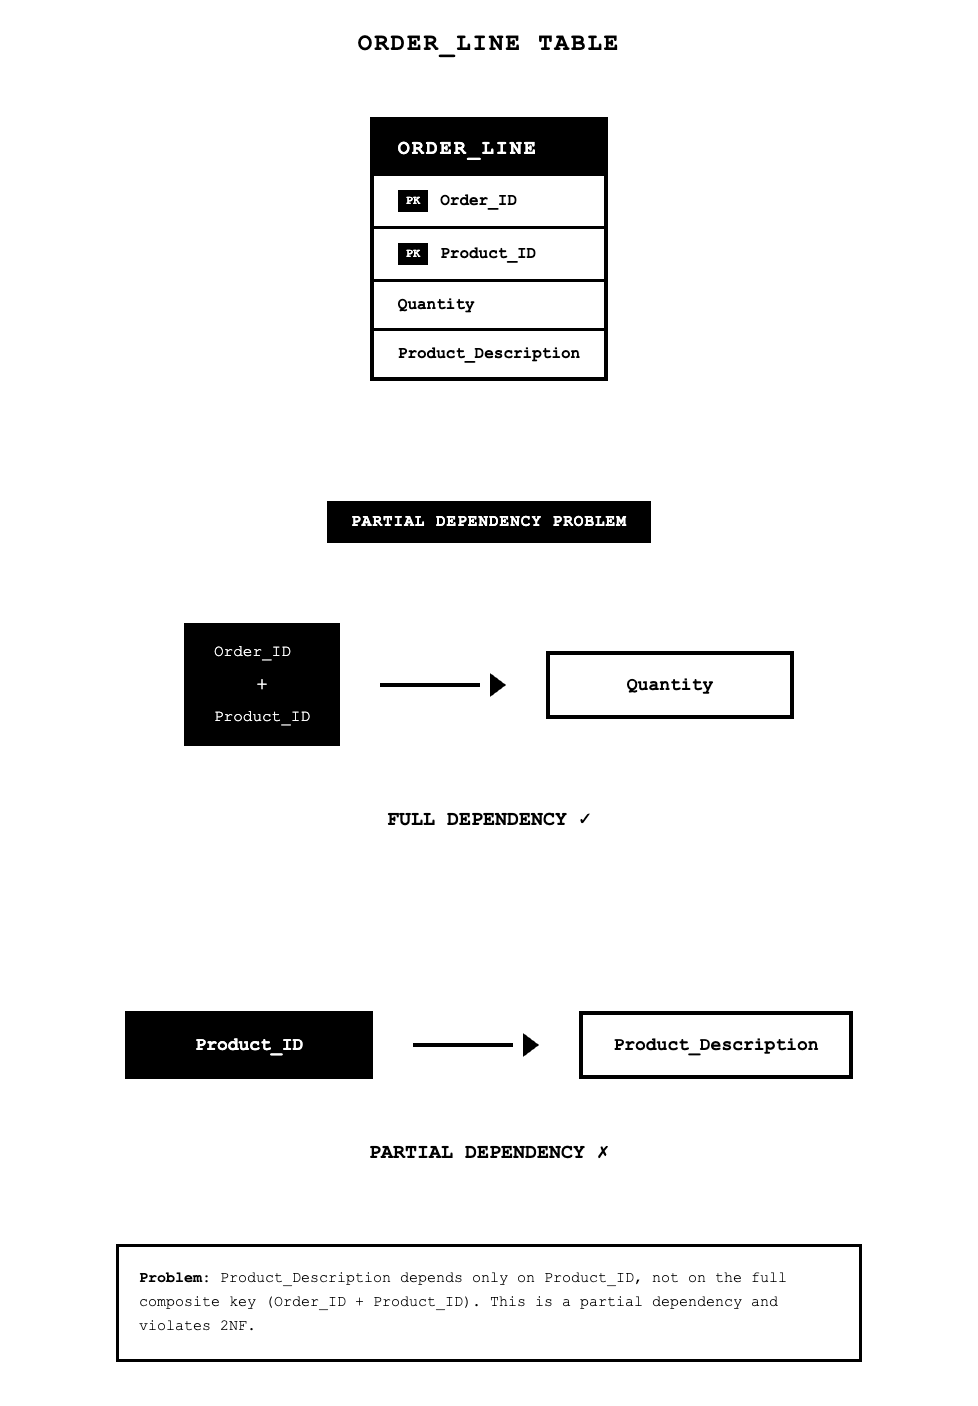 ORDER_LINE TABLE
ORDER_LINE
PK Order_ID
PK Product_ID
Quantity
Product_Description
PARTIAL DEPENDENCY PROBLEM
Order_ID
+
Product_ID
Quantity
FULL DEPENDENCY ✓
Product_ID
Product_Description
PARTIAL DEPENDENCY ✗
Problem: Product_Description depends only on Product_ID, not on the full
composite key (Order_ID + Product_ID). This is a partial dependency and
violates 2NF.